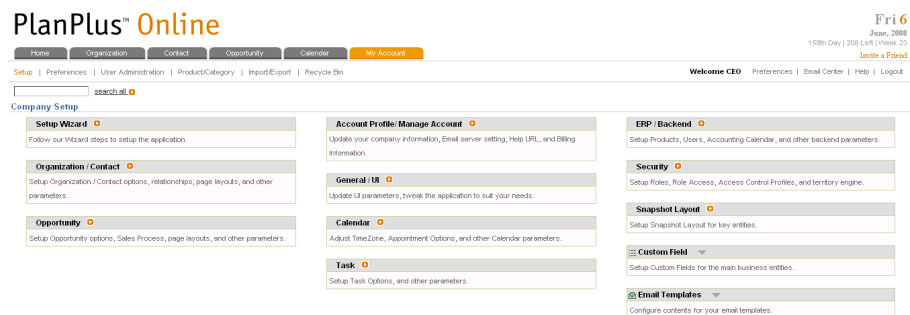 PlanPlus™ Online
Fri 6
June, 2008
158th Day | 208 Left | Week 23
Invite a Friend
Home Organization Contact Opportunity Calendar My Account
Setup | Preferences | User Administration | Product/Category | Import/Export | Recycle Bin
Welcome CEO Preferences | Email Center | Help | Logout
search all
Company Setup
Setup Wizard
Follow our Wizard steps to setup the application.
Organization / Contact
Setup Organization / Contact options, relationships, page layouts, and other
parameters.
Opportunity
Setup Opportunity options, Sales Process, page layouts, and other parameters.
Account Profile/ Manage Account
Update your company information, Email server setting, Help URL, and Billing
Information.
General / UI
Update UI parameters, tweak the application to suit your needs.
Calendar
Adjust TimeZone, Appointment Options, and other Calendar parameters.
Task
Setup Task Options, and other parameters.
ERP / Backend
Setup Products, Users, Accounting Calendar, and other backend parameters.
Security
Setup Roles, Role Access, Access Control Profiles, and territory engine.
Snapshot Layout
Setup Snapshot Layout for key entities.
Custom Field
Setup Custom Fields for the main business entities.
Email Templates
Configure contents for your email templates.